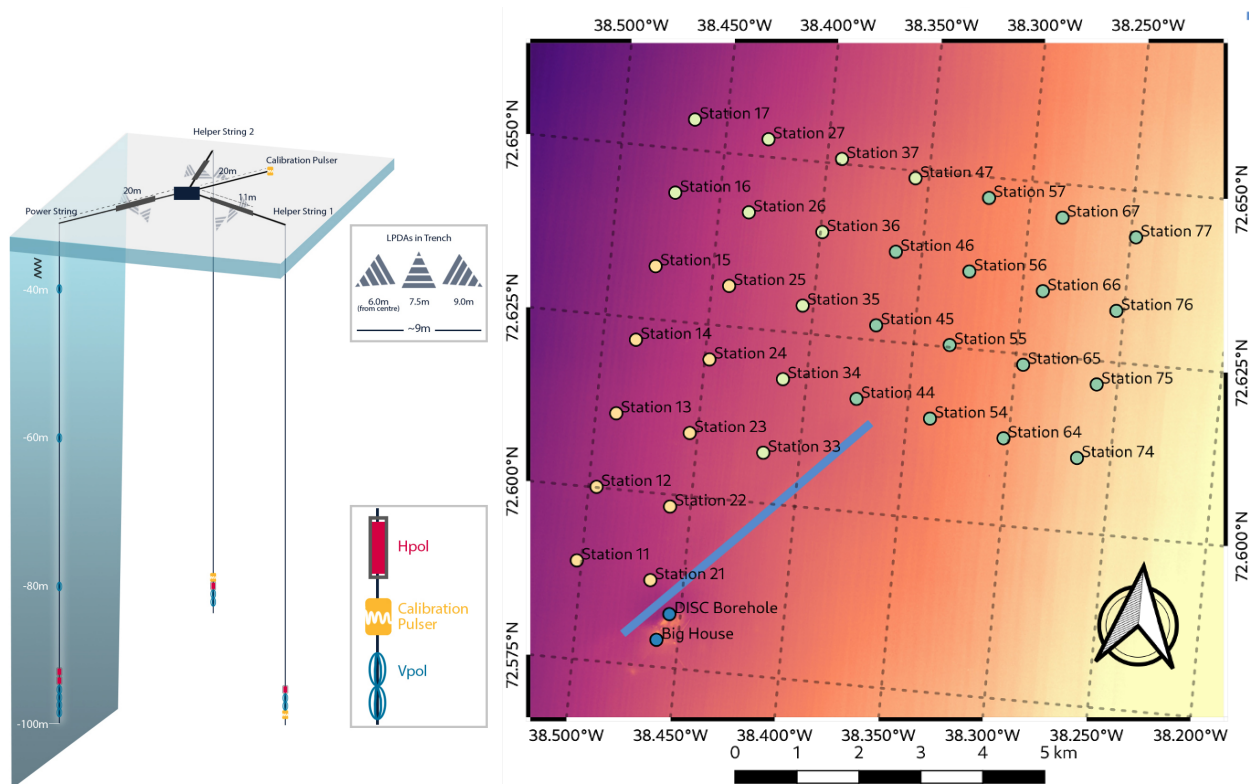 Helper String 2
Calibration Pulser
20m
20m
11m
Power String
Helper String 1
-40m
-60m
-80m
-100m
LPDAs in Trench
6.0m
7.5m
9.0m
(from centre)
~9m
Hpol
Calibration
Pulser
Vpol
38.500°W
38.450°W
38.400°W
38.350°W
38.300°W
38.250°W
72.650°N
72.625°N
72.600°N
72.575°N
72.650°N
72.625°N
72.600°N
Station 17
Station 27
Station 37
Station 47
Station 57
Station 67
Station 77
Station 16
Station 26
Station 36
Station 46
Station 56
Station 66
Station 76
Station 15
Station 25
Station 35
Station 45
Station 55
Station 65
Station 75
Station 14
Station 24
Station 34
Station 44
Station 54
Station 64
Station 74
Station 13
Station 23
Station 33
Station 12
Station 22
Station 11
Station 21
DISC Borehole
Big House
38.500°W
38.450°W
38.400°W
38.350°W
38.300°W
38.250°W
38.200°W
0
1
2
3
4
5 km